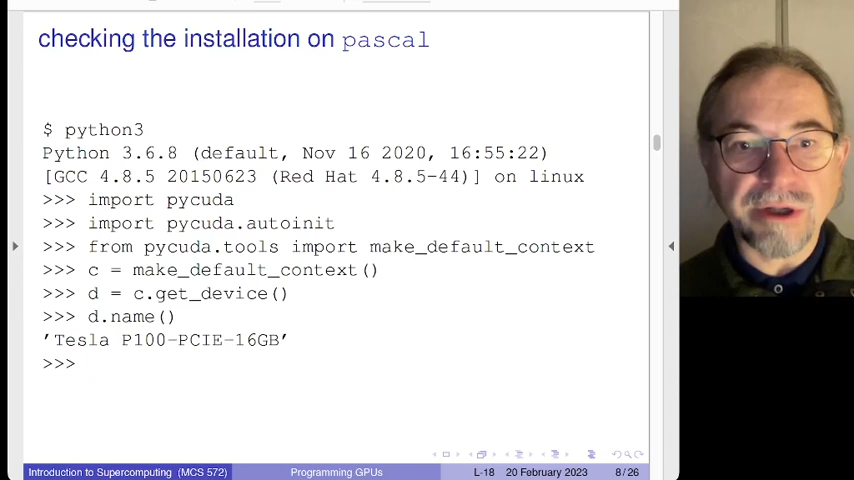 checking the installation on pascal
$ python3
Python 3.6.8 (default, Nov 16 2020, 16:55:22)
[GCC 4.8.5 20150623 (Red Hat 4.8.5-44)] on linux
>>> import pycuda
>>> import pycuda.autoinit
>>> from pycuda.tools import make_default_context
>>> c = make_default_context()
>>> d = c.get_device()
>>> d.name()
'Tesla P100-PCIE-16GB'
>>>
Introduction to Supercomputing (MCS 572) Programming GPUs L-18 20 February 2023 8 / 26